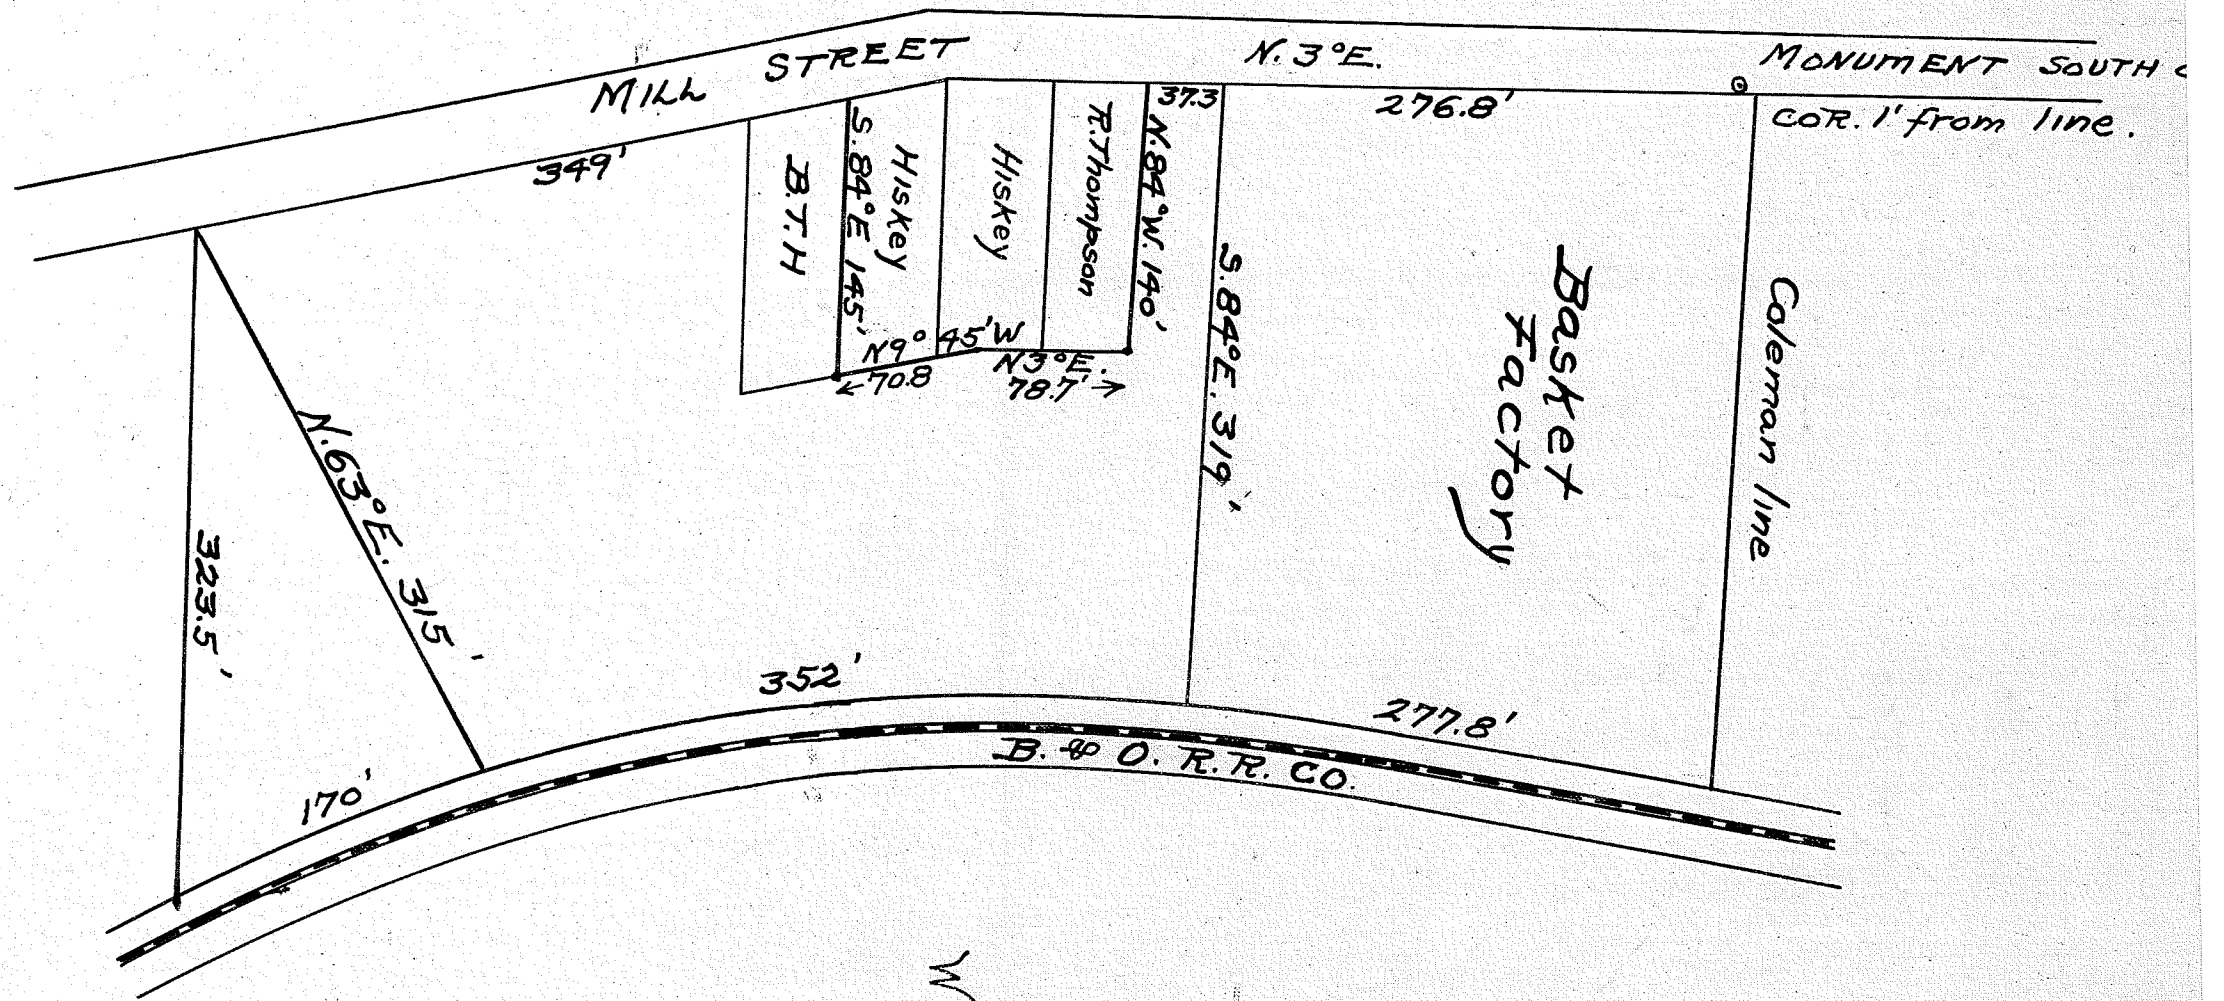 MILL STREET
N. 3°E.
MONUMENT SOUTH
COR. 1' from line.
349'
37.3
276.8'
B.T.H
S. 84°E 145'
Hiskey
Hiskey
R. Thompson
N. 84° W. 140'
N 9° 45' W
70.8
N 3° E.
78.7'
S. 84° E. 319'
Basket
Factory
Coleman line
323.5'
N. 63° E. 315'
170'
352'
277.8'
B. & O. R. R. CO.